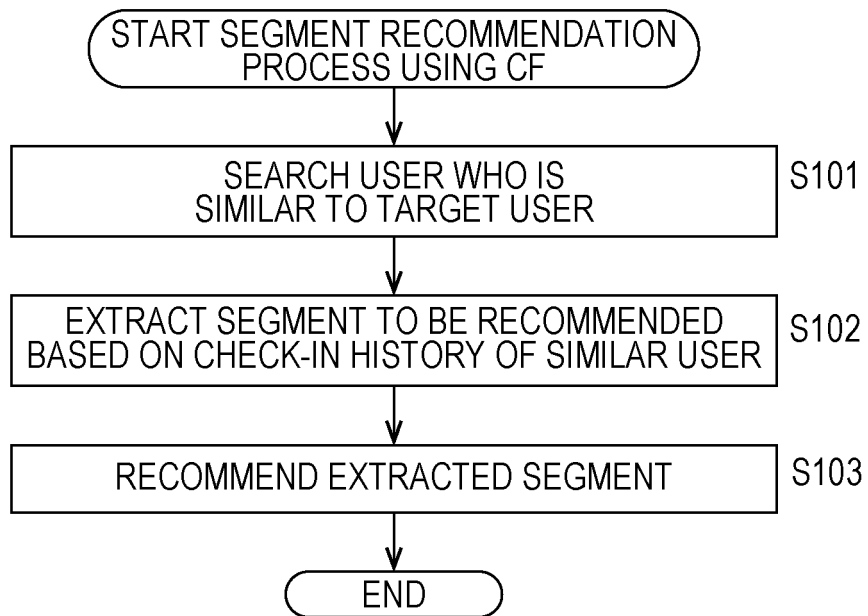 START SEGMENT RECOMMENDATION
PROCESS USING CF
SEARCH USER WHO IS
SIMILAR TO TARGET USER
S101
EXTRACT SEGMENT TO BE RECOMMENDED
BASED ON CHECK-IN HISTORY OF SIMILAR USER
S102
RECOMMEND EXTRACTED SEGMENT
S103
END